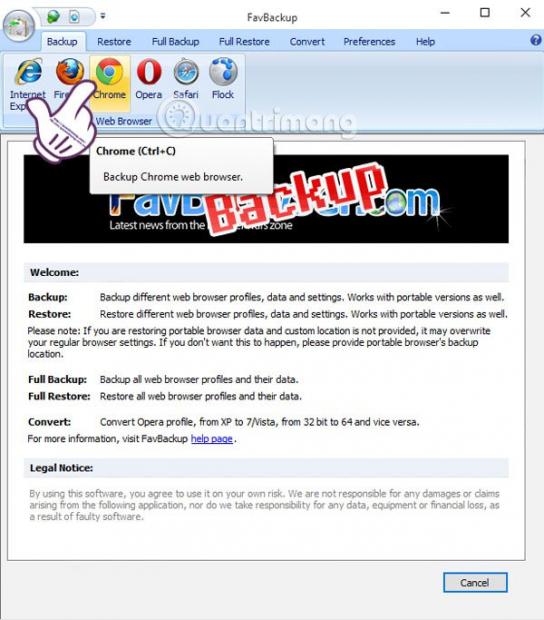 FavBackup
Backup Restore Full Backup Full Restore Convert Preferences Help
Internet Chrome Opera Safari Flock
Web Browser
Quantrimang
Chrome (Ctrl+C)
Backup Chrome web browser.
Backup
.com
Latest news from the zone
Welcome:
Backup: Backup different web browser profiles, data and settings. Works with portable versions as well.
Restore: Restore different web browser profiles, data and settings. Works with portable versions as well.
Please note: If you are restoring portable browser data and custom location is not provided, it may overwrite
your regular browser settings. If you don't want this to happen, please provide portable browser's backup
location.
Full Backup: Backup all web browser profiles and their data.
Full Restore: Restore all web browser profiles and their data.
Convert: Convert Opera profile, from XP to 7/Vista, from 32 bit to 64 and vice versa.
For more information, visit FavBackup help page.
Legal Notice:
By using this software, you agree to use it on your own risk. We are not responsible for any damages or claims
arising from the following application, nor do we take responsibility for any data, equipment or financial loss, as
a result of faulty software.
Cancel